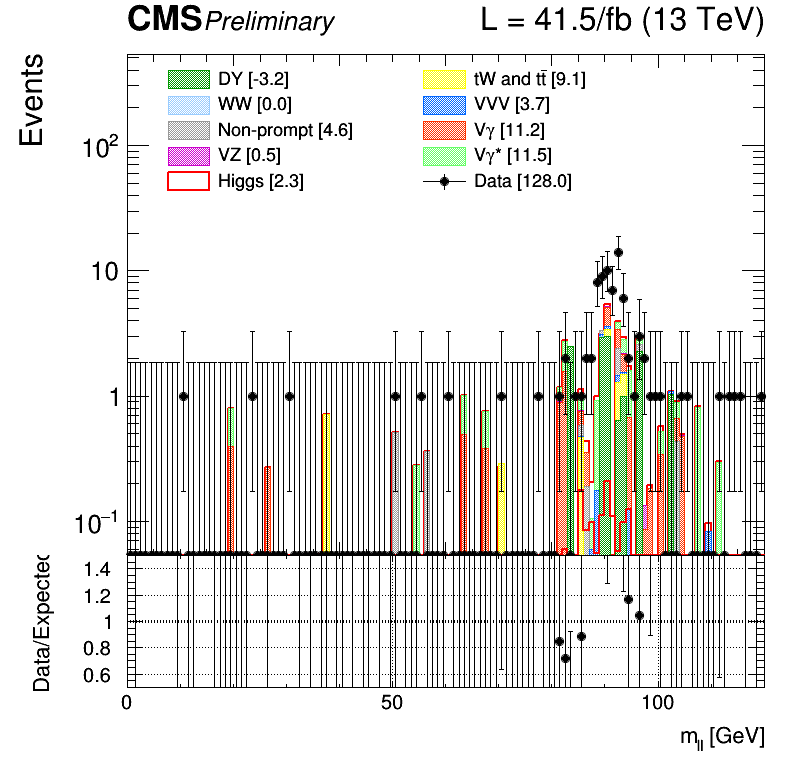 CMS Preliminary L = 41.5/fb (13 TeV)
Events
10²
10
1
10⁻¹
DY [-3.2]
WW [0.0]
Non-prompt [4.6]
VZ [0.5]
Higgs [2.3]
tW and tt̄ [9.1]
VVV [3.7]
Vγ [11.2]
Vγ* [11.5]
Data [128.0]
Data/Expected
1.4
1.2
1
0.8
0.6
0 50 100
m_ll [GeV]